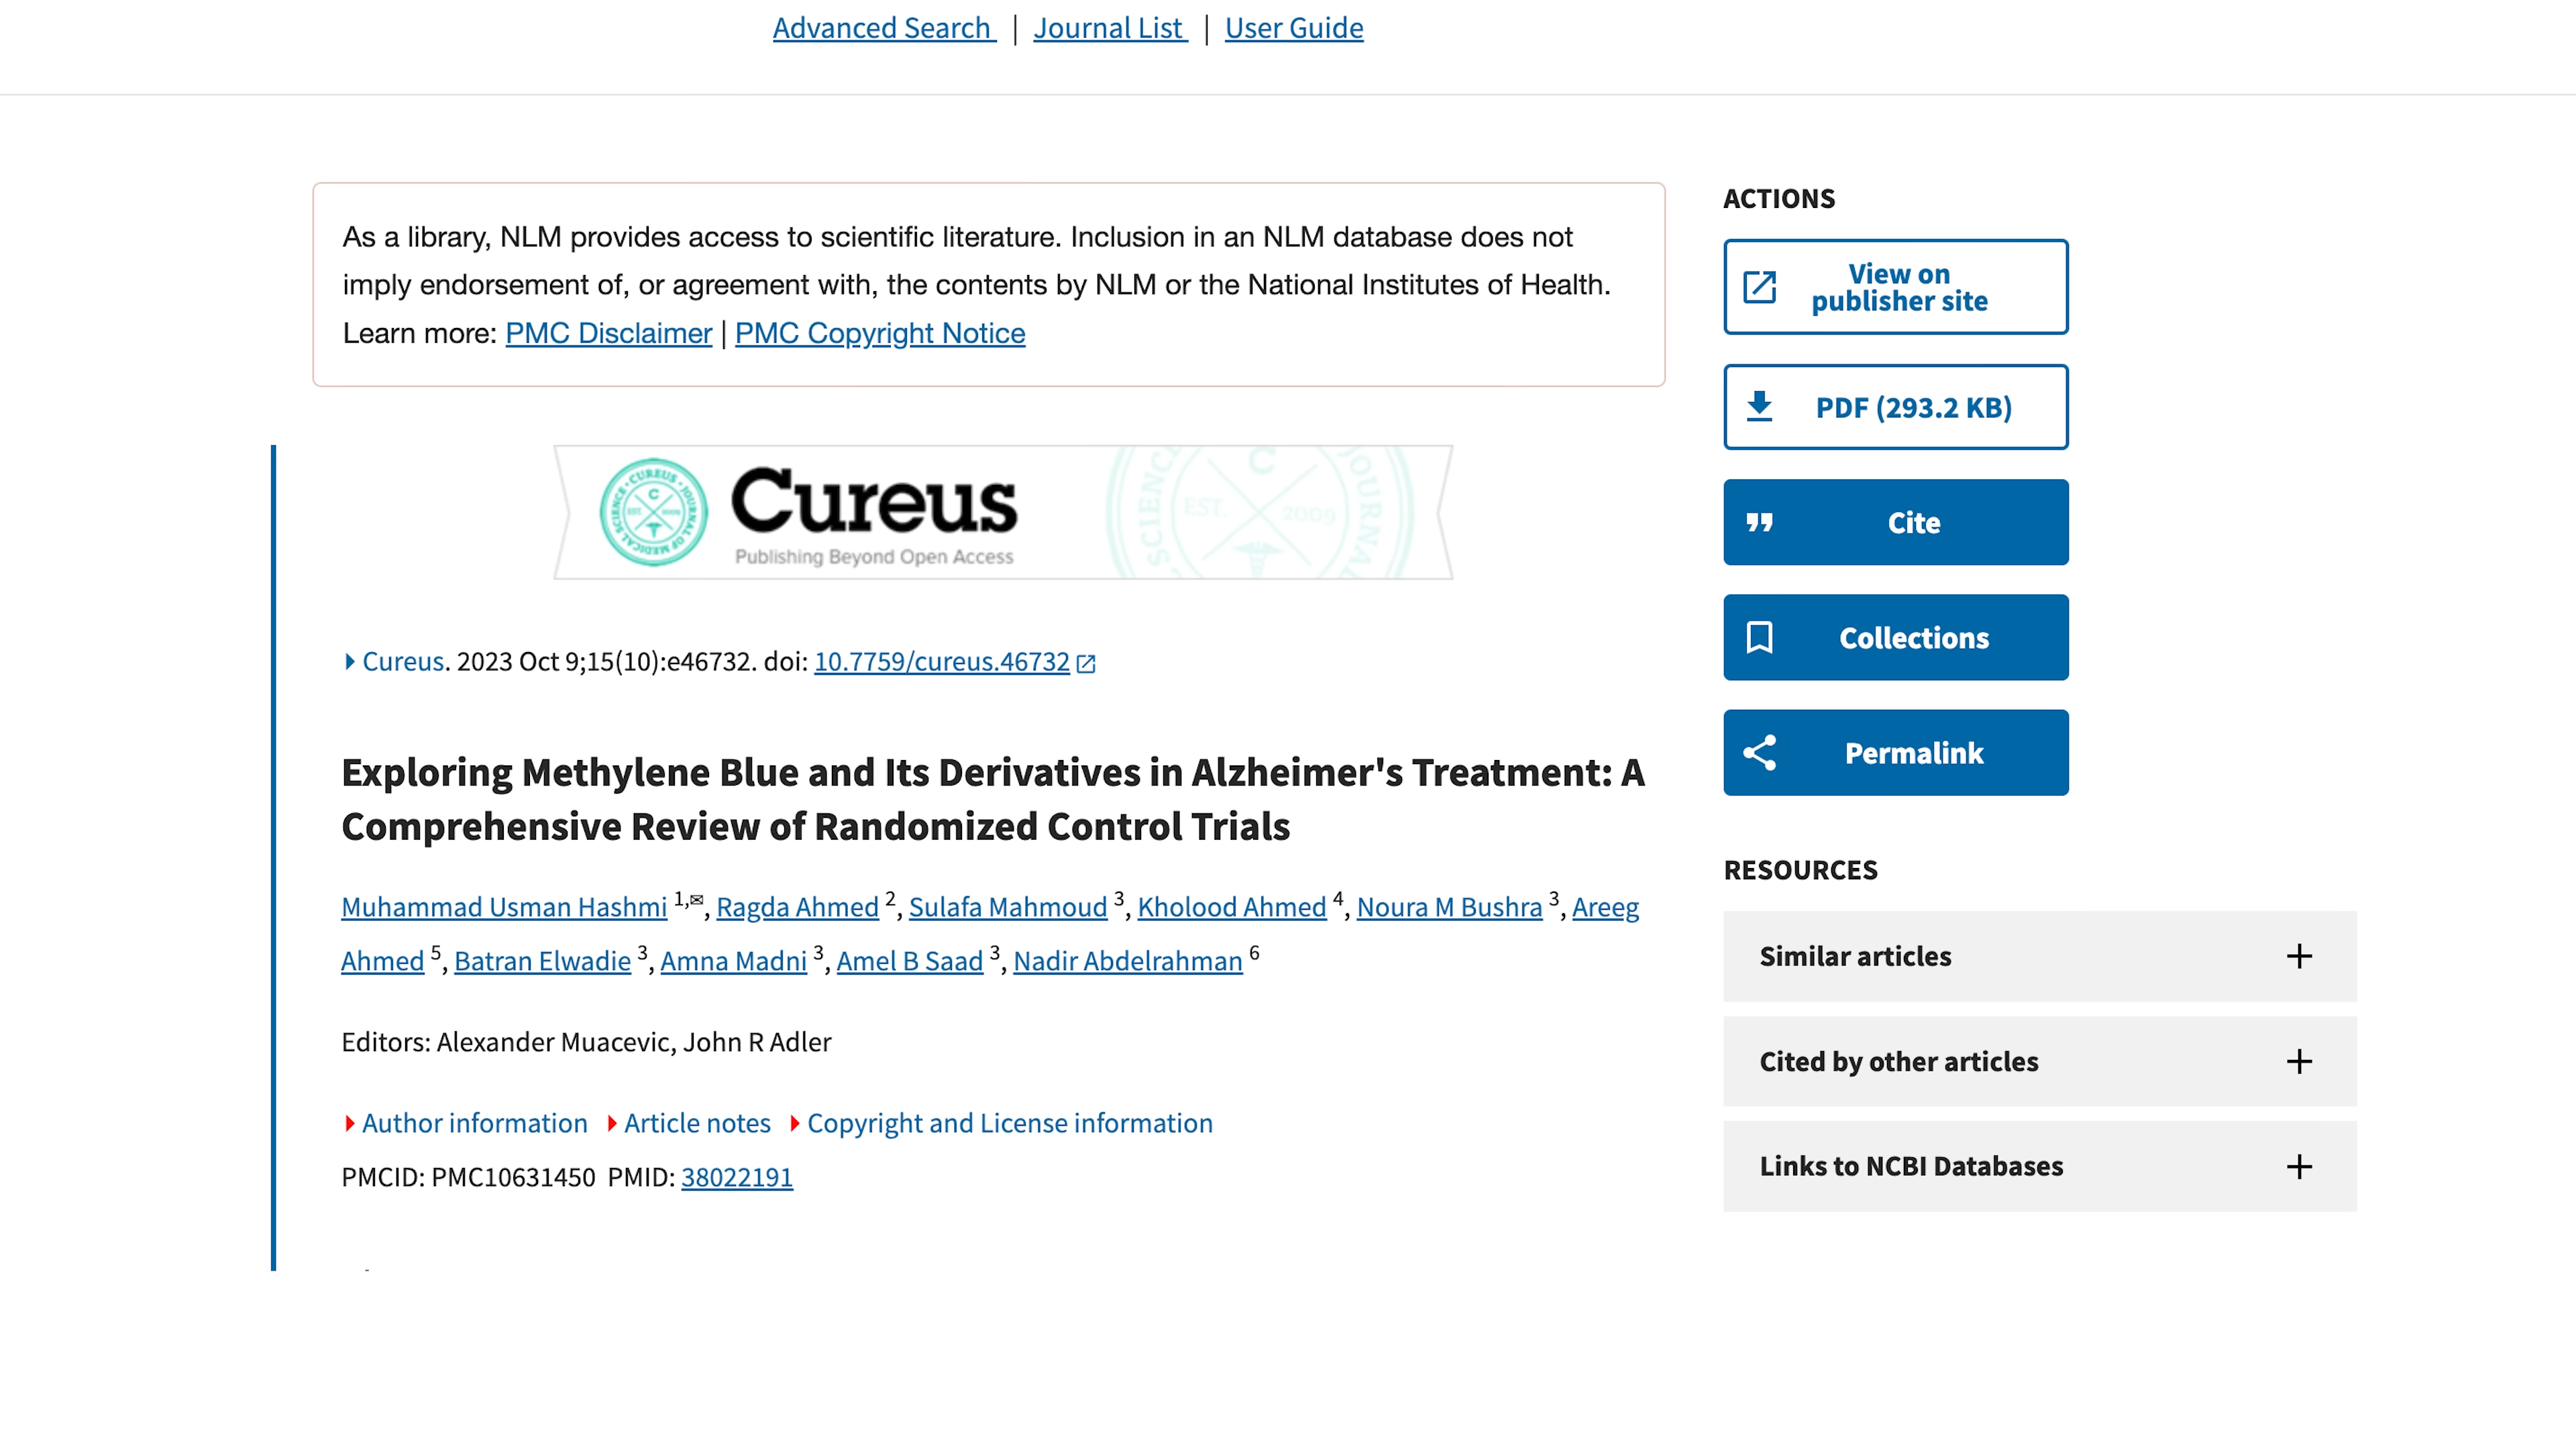 Advanced Search | Journal List | User Guide
As a library, NLM provides access to scientific literature. Inclusion in an NLM database does not
imply endorsement of, or agreement with, the contents by NLM or the National Institutes of Health.
Learn more: PMC Disclaimer | PMC Copyright Notice
Cureus
Publishing Beyond Open Access
EST. 2009
Cureus. 2023 Oct 9;15(10):e46732. doi: 10.7759/cureus.46732
Exploring Methylene Blue and Its Derivatives in Alzheimer's Treatment: A
Comprehensive Review of Randomized Control Trials
Muhammad Usman Hashmi 1,✉, Ragda Ahmed 2, Sulafa Mahmoud 3, Kholood Ahmed 4, Noura M Bushra 3, Areeg
Ahmed 5, Batran Elwadie 3, Amna Madni 3, Amel B Saad 3, Nadir Abdelrahman 6
Editors: Alexander Muacevic, John R Adler
Author information Article notes Copyright and License information
PMCID: PMC10631450 PMID: 38022191
ACTIONS
View on
publisher site
PDF (293.2 KB)
Cite
Collections
Permalink
RESOURCES
Similar articles
Cited by other articles
Links to NCBI Databases